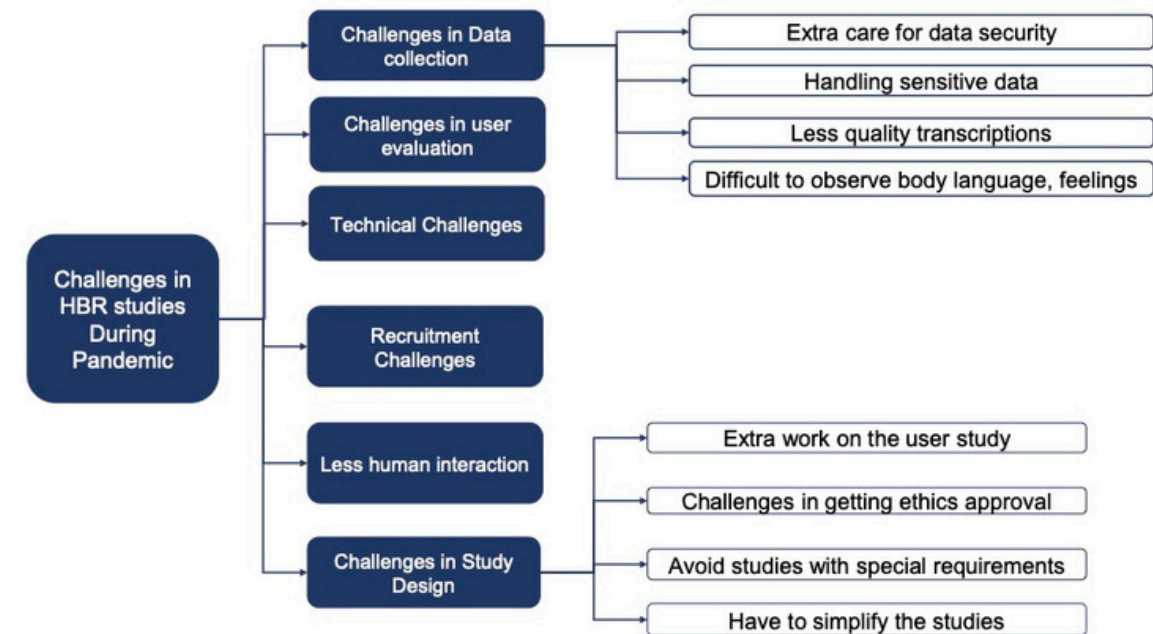 Challenges in
HBR studies
During
Pandemic
Challenges in Data
collection
Challenges in user
evaluation
Technical Challenges
Recruitment
Challenges
Less human interaction
Challenges in Study
Design
Extra care for data security
Handling sensitive data
Less quality transcriptions
Difficult to observe body language, feelings
Extra work on the user study
Challenges in getting ethics approval
Avoid studies with special requirements
Have to simplify the studies